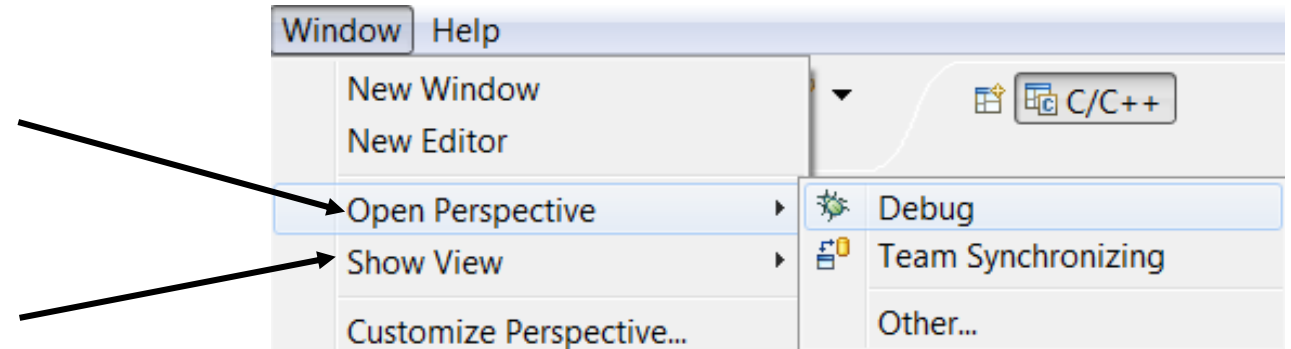 Window Help
New Window
New Editor
C/C++
Open Perspective
Show View
Customize Perspective...
Debug
Team Synchronizing
Other...